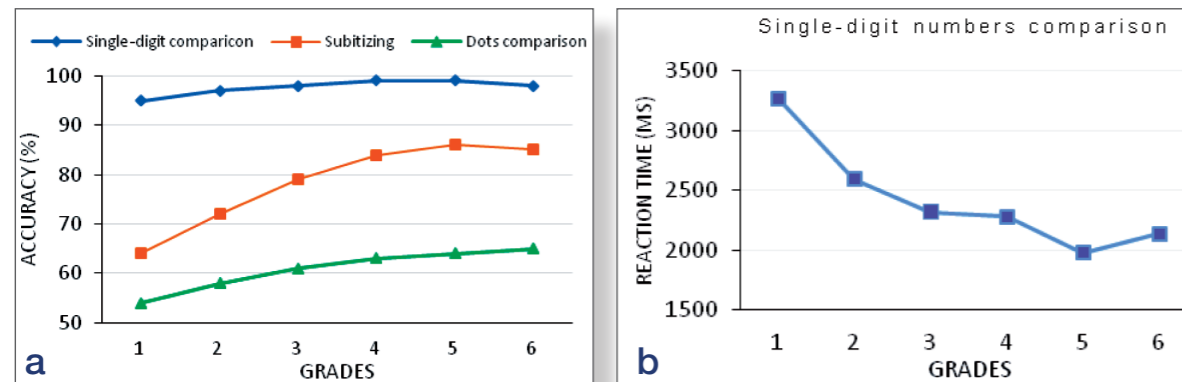 Single-digit comparicon Subitizing Dots comparison
ACCURACY (%)
100
90
80
70
60
50
1 2 3 4 5 6
GRADES
a
Single-digit numbers comparison
REACTION TIME (MS)
3500
3000
2500
2000
1500
1 2 3 4 5 6
GRADES
b